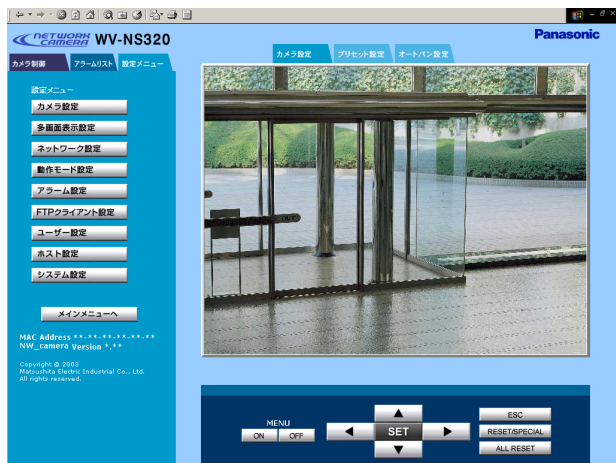 NETWORK CAMERA WV-NS320
Panasonic
カメラ制御 アラームリスト 設定メニュー
カメラ設定 プリセット設定 オートパン設定
設定メニュー
カメラ設定
多画面表示設定
ネットワーク設定
動作モード設定
アラーム設定
FTPクライアント設定
ユーザー設定
ホスト設定
システム設定
メインメニューへ
MAC Address **-**-**-**-**-**
NW_camera Version *.**
Copyright © 2003
Matsushita Electric Industrial Co., Ltd.
All rights reserved.
OUT
MENU
ON OFF
SET
ESC
RESET/SPECIAL
ALL RESET